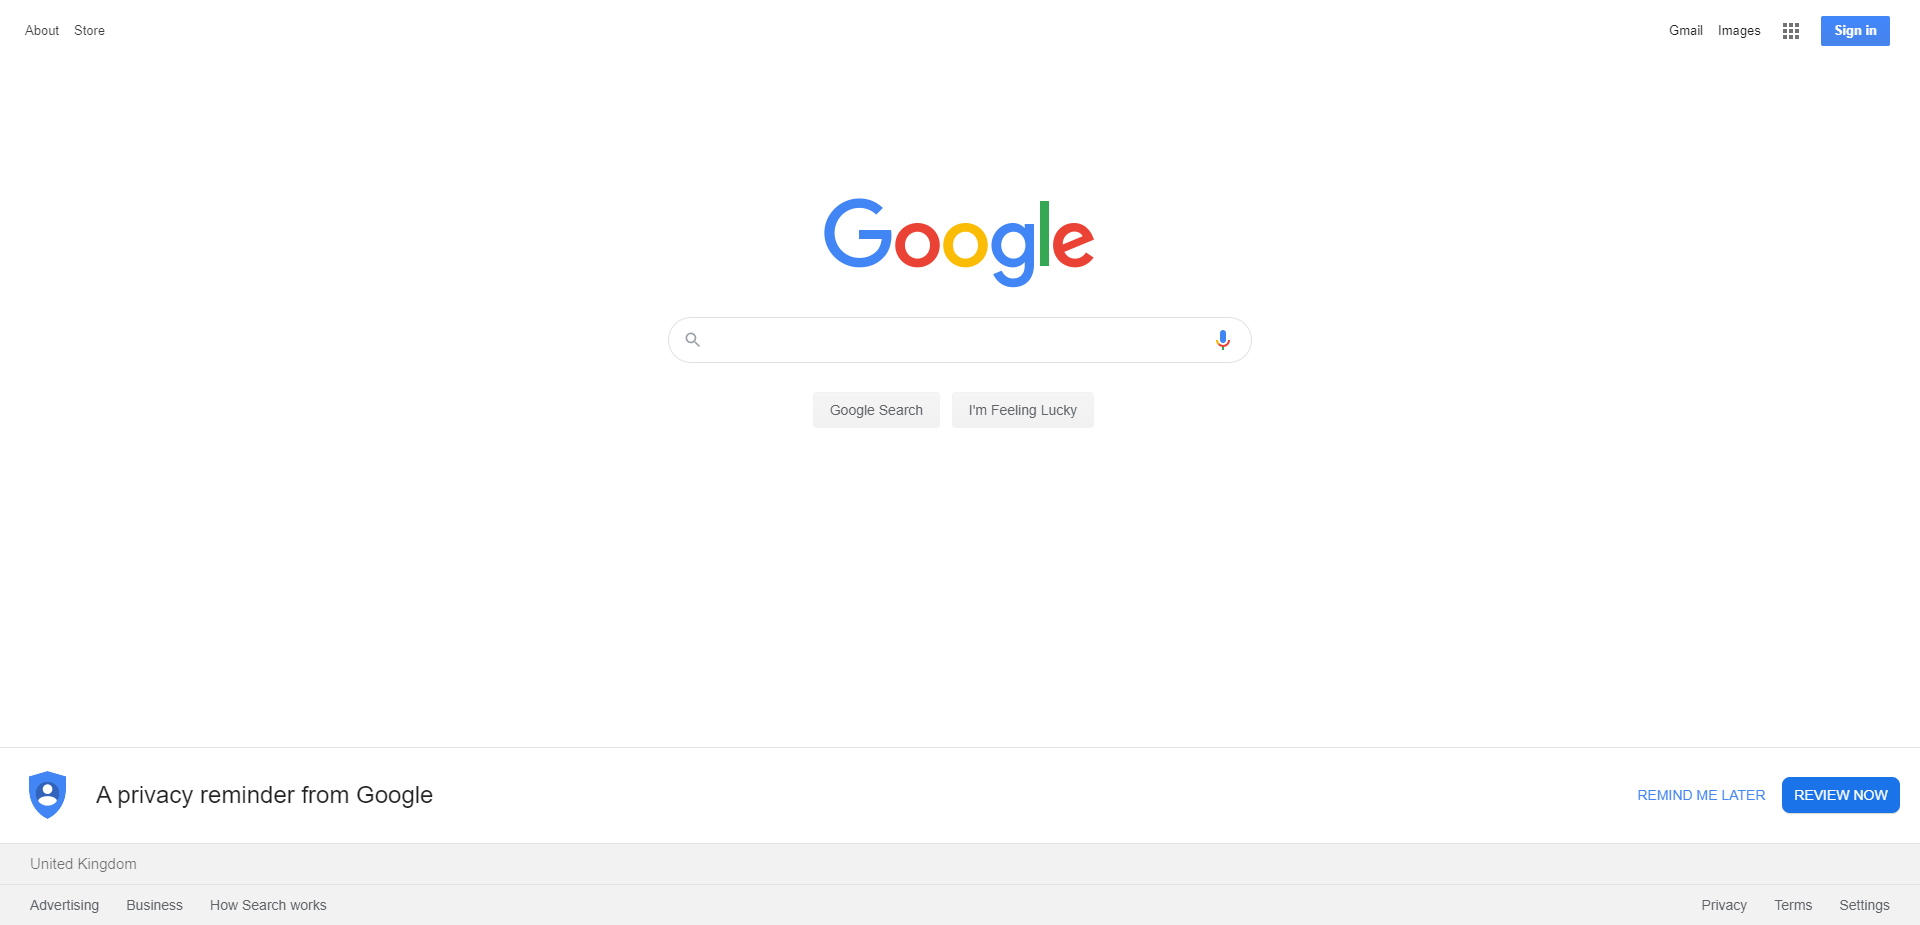 About Store Gmail Images Sign in
Google
Google Search I'm Feeling Lucky
A privacy reminder from Google REMIND ME LATER REVIEW NOW
United Kingdom
Advertising Business How Search works Privacy Terms Settings